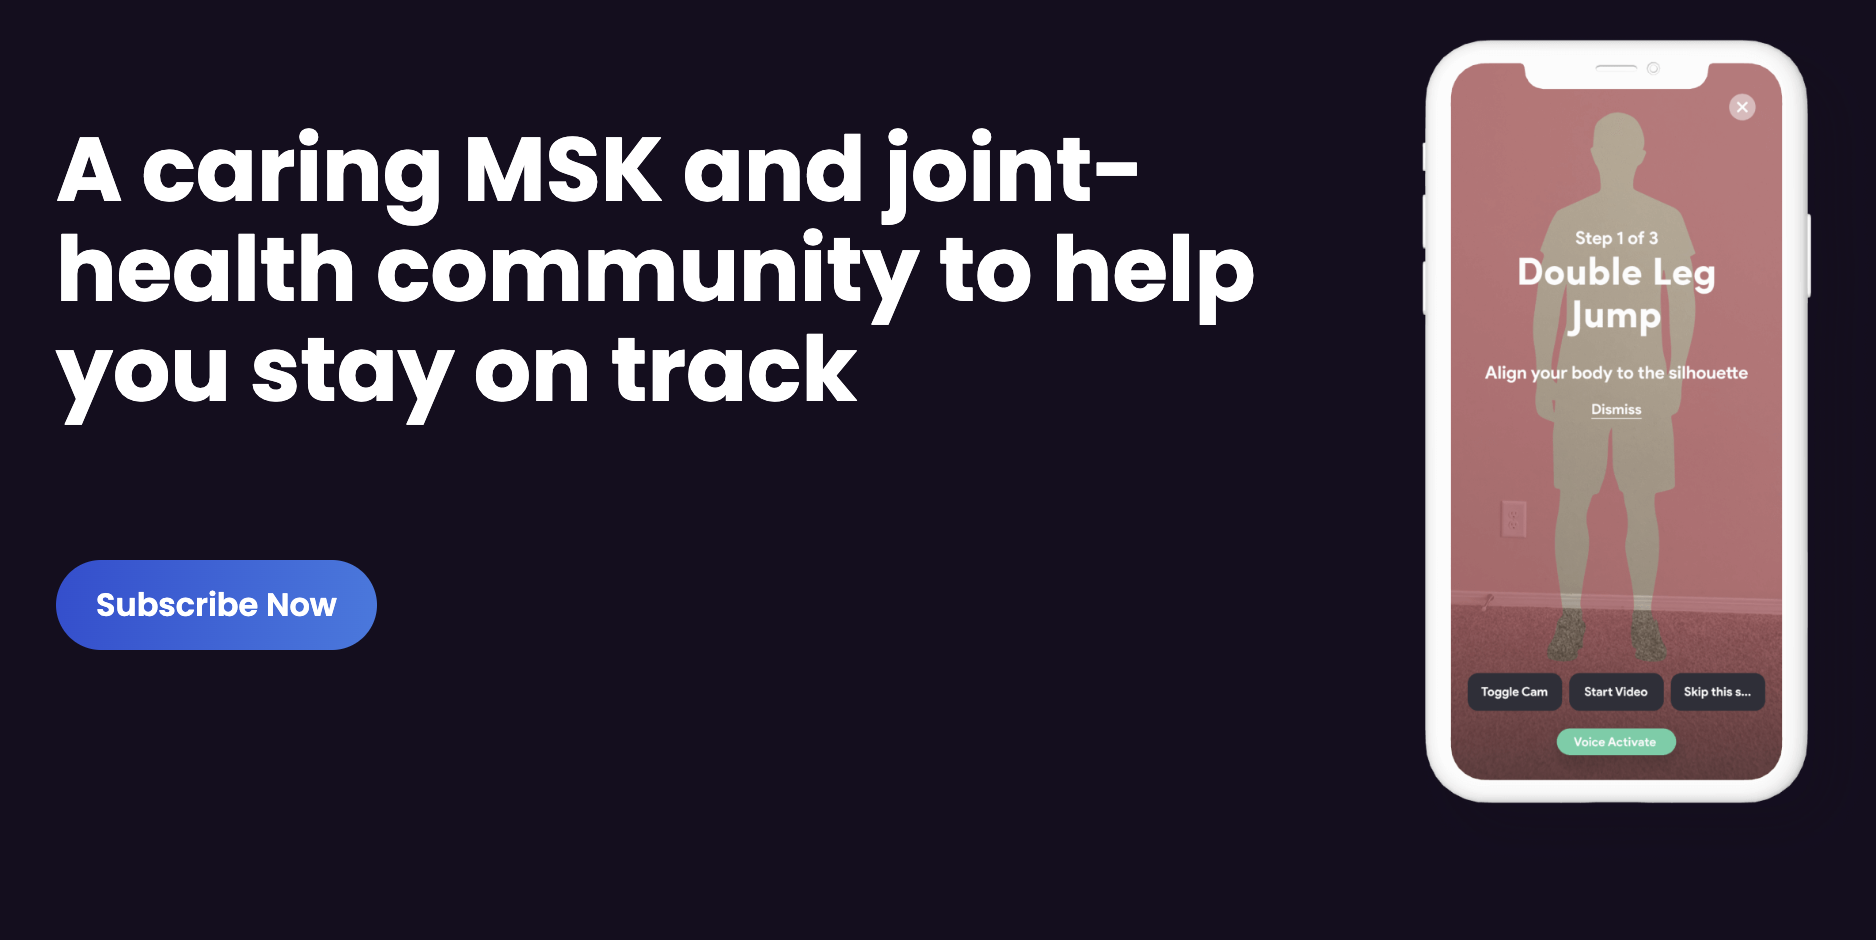 A caring MSK and joint-
health community to help
you stay on track
Subscribe Now
Step 1 of 3
Double Leg
Jump
Align your body to the silhouette
Dismiss
Toggle Cam
Start Video
Skip this s...
Voice Activate